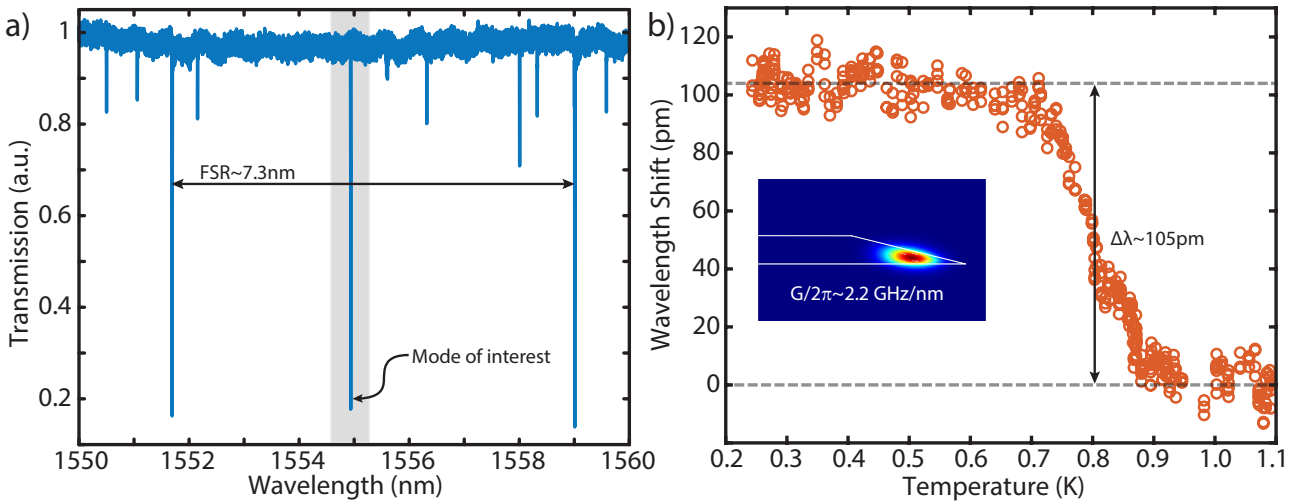 a)
Transmission (a.u.)
1
0.8
0.6
0.4
0.2
FSR~7.3nm
Mode of interest
1550 1552 1554 1556 1558 1560
Wavelength (nm)
b)
Wavelength Shift (pm)
120
100
80
60
40
20
0
Δλ~105pm
G/2π~2.2 GHz/nm
0.2 0.3 0.4 0.5 0.6 0.7 0.8 0.9 1.0 1.1
Temperature (K)